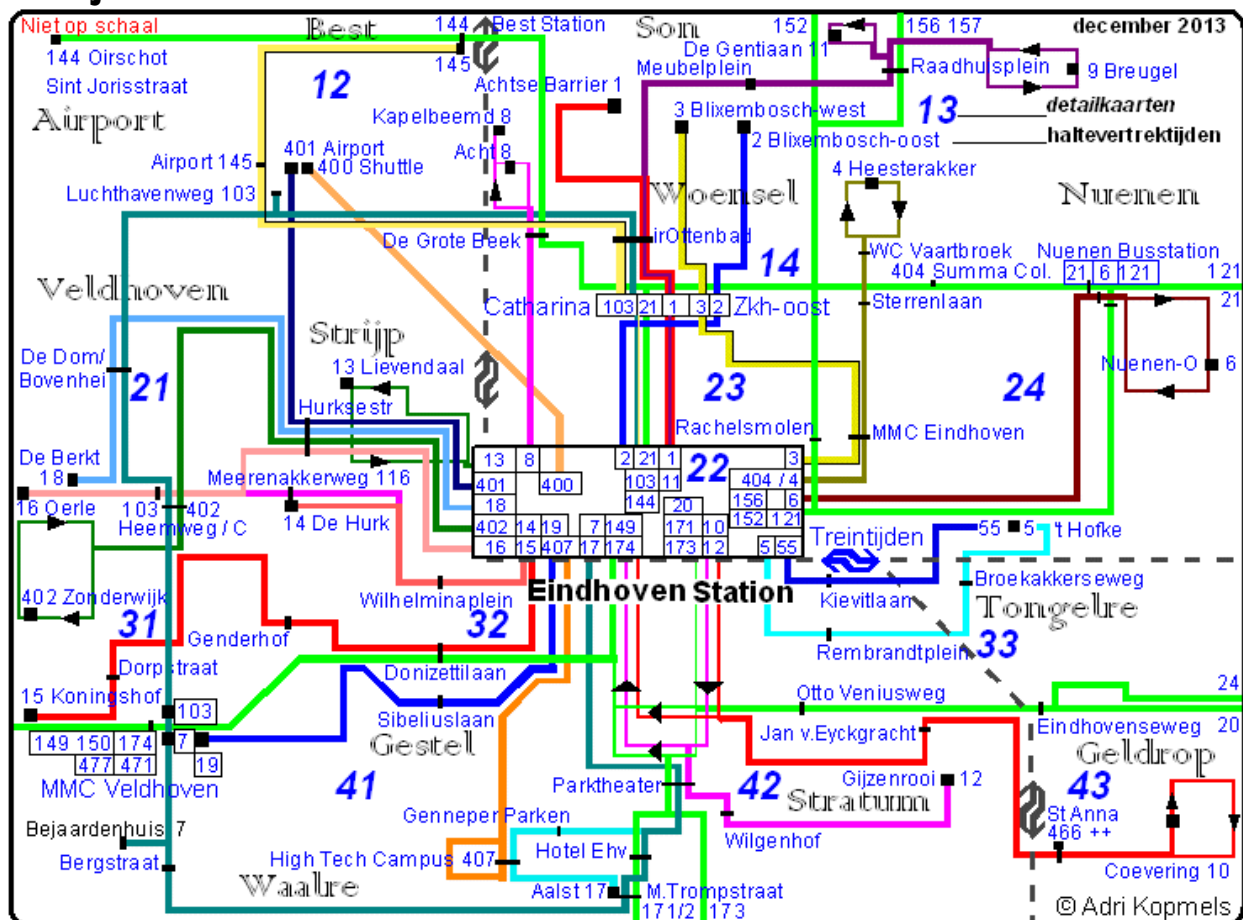 Niet op schaal
Best
144
Best Station
Son
152
156 157
december 2013
144 Oirschot
145
De Gentiaan 11
Sint Jorisstraat
12
Meubelplein
Raadhuisplein
9 Breugel
Achtse Barrier 1
13
detailkaarten
Airport
Kapelbeemd 8
3 Blixembosch-west
haltevertrektijden
2 Blixembosch-oost
401 Airport
Acht 8
Airport 145
400 Shuttle
4 Heesterakker
Luchthavenweg 103
Woensel
Nuenen
De Grote Beek
irOttenbad
WC Vaartbroek
Nuenen Busstation
14
404 Summa Col.
21 6 121
121
Veldhoven
Catharina
103 21 1 3 2
Zkh-oost
Sterrenlaan
21
Strijp
De Dom/
Bovenhei
21
13 Lievendaal
23
24
Nuenen-O
6
Hurksestr
Rachelsmolen
MMC Eindhoven
De Berkt
18
13 8
2 21 1
22
3
Meerenakkerweg 116
401
400
103 11
404 / 4
18
144
20
156 6
16 Oerle
103
402
402 14 19
7 149
171 10
152 121
Heemweg / C
14 De Hurk
16 15 407
17 174
173 12
5 55
Treintijden
55
5
't Hofke
Eindhoven Station
Broekakkerseweg
402 Zonderwijk
Wilhelminaplein
Kievitlaan
Tongelre
31
Genderhof
32
33
Rembrandtplein
Dorpstraat
Donizettilaan
15 Koningshof
103
Otto Veniusweg
24
Sibeliuslaan
Jan v.Eyckgracht
Eindhovenseweg
20
149 150 174
7
Gestel
Geldrop
477 471
19
MMC Veldhoven
41
Parktheater
42
Gijzenrooi
12
43
Stratum
St Anna
Genneper Parken
466 ++
Bejaardenhuis 7
Wilgenhof
Bergstraat
High Tech Campus 407
Hotel Ehv
Waalre
Aalst 17
M.Trompstraat
Coevering 10
171/2
173
© Adri Kopmels